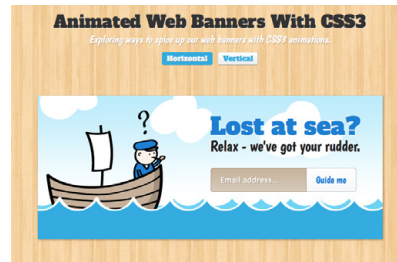 Animated Web Banners With CSS3
Exploring ways to spice up our web banners with CSS3 animations.
Horizontal Vertical
?
Lost at sea?
Relax - we've got your rudder.
Email address... Guide me